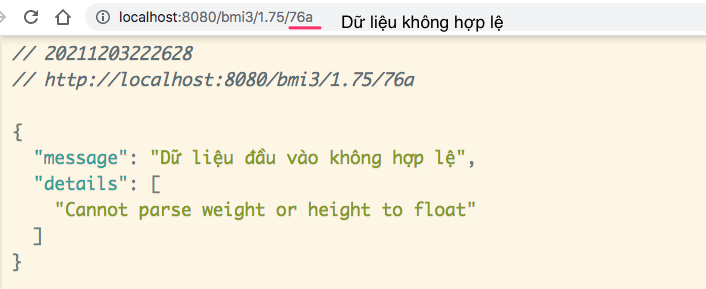 localhost:8080/bmi3/1.75/76a Dữ liệu không hợp lệ
// 20211203222628
// http://localhost:8080/bmi3/1.75/76a
{
"message": "Dữ liệu đầu vào không hợp lệ",
"details": [
"Cannot parse weight or height to float"
]
}